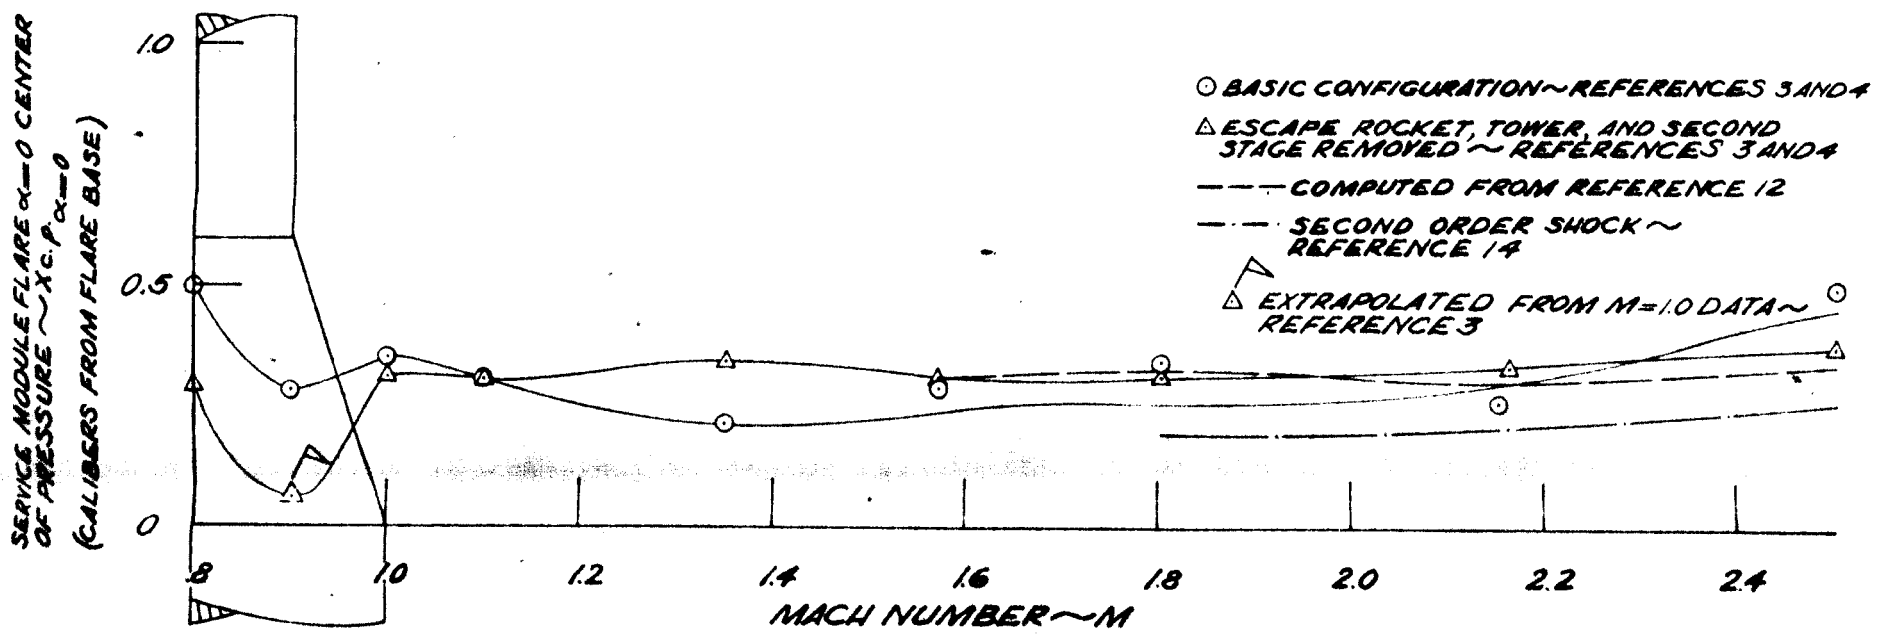 SERVICE MODULE FLARE α=0 CENTER
OF PRESSURE ~ Xc.p.α=0
(CALIBERS FROM FLARE BASE)
1.0
0.5
0
BASIC CONFIGURATION~REFERENCES 3 AND 4
ESCAPE ROCKET, TOWER, AND SECOND
STAGE REMOVED ~ REFERENCES 3 AND 4
COMPUTED FROM REFERENCE 12
SECOND ORDER SHOCK ~
REFERENCE 14
EXTRAPOLATED FROM M=1.0 DATA~
REFERENCE 3
.8 1.0 1.2 1.4 1.6 1.8 2.0 2.2 2.4
MACH NUMBER~M